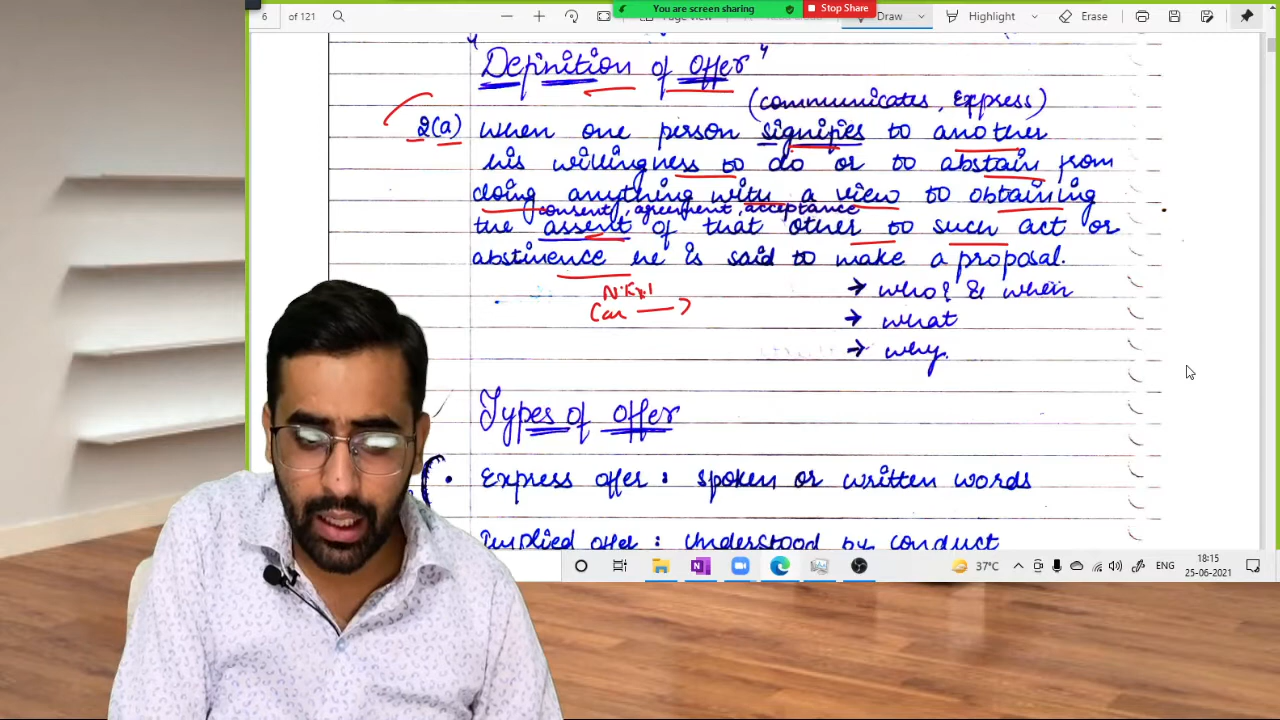 You are screen sharing
Stop Share
6 of 121
Page view
Draw
Highlight
Erase
"Definition of offer"
(communicates, Express)
2(a) When one person signifies to another
his willingness to do or to abstain from
doing anything with a view to obtaining
consent, agreement, acceptance
the assent of that other to such act or
abstinence he is said to make a proposal.
→ who? & when
Car
→ what
→ why.
Types of offer
• Express offer : spoken or written words
Implied offer : Understood by conduct
37°C
ENG
18:15
25-06-2021